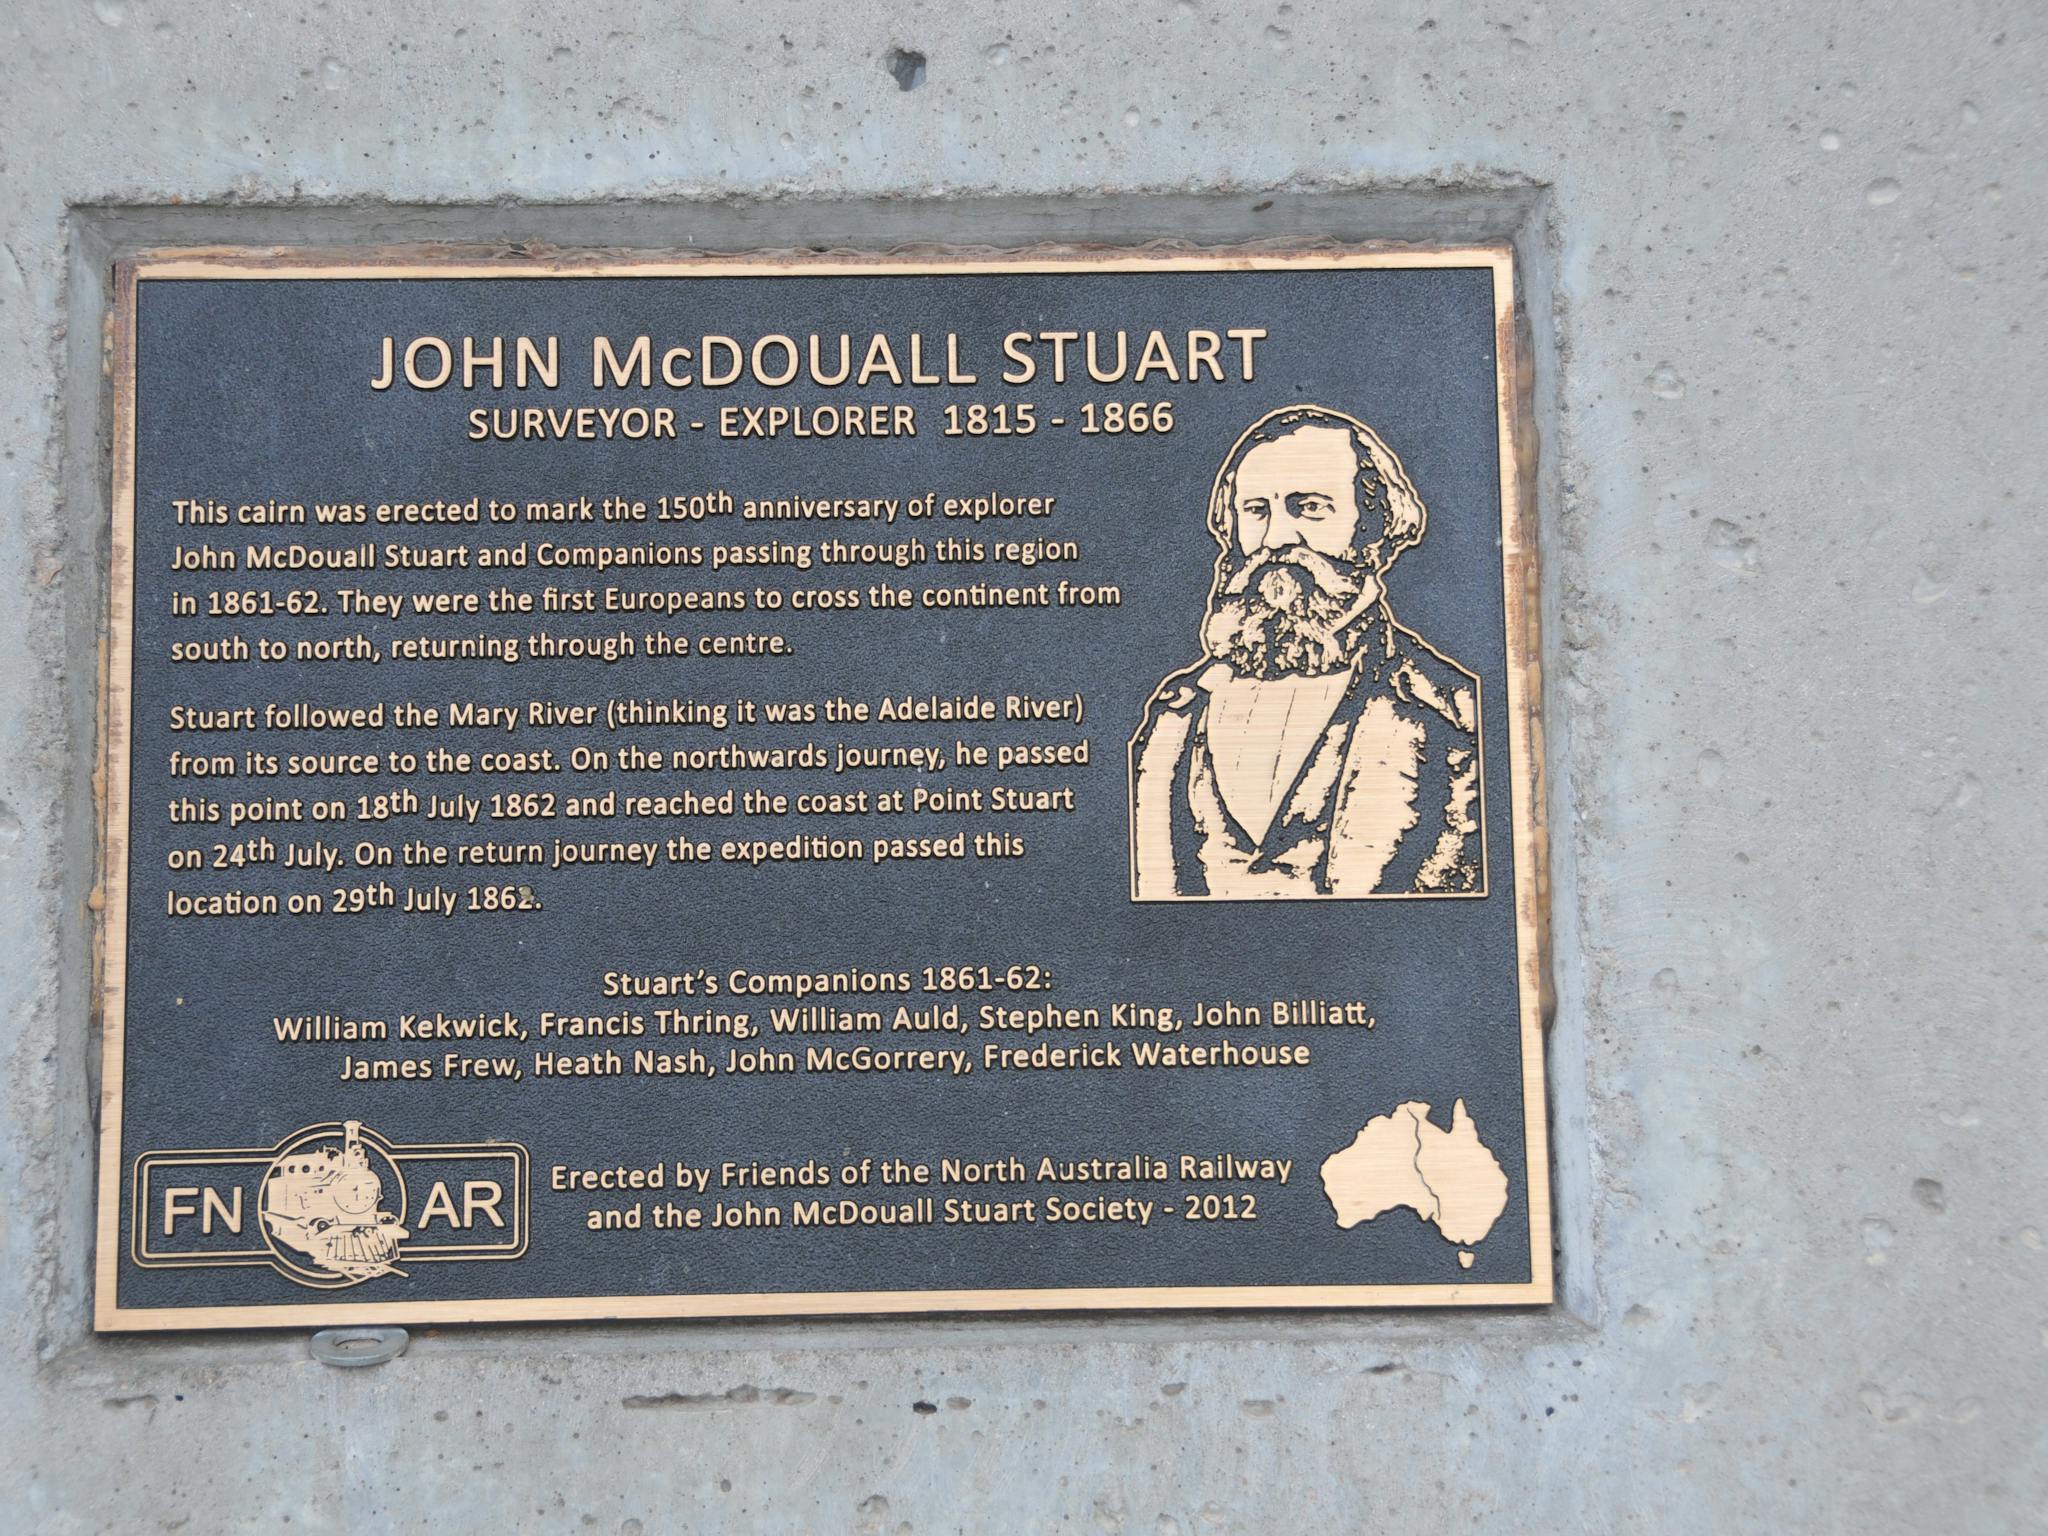 JOHN McDOUALL STUART
SURVEYOR - EXPLORER 1815 - 1866
This cairn was erected to mark the 150th anniversary of explorer
John McDouall Stuart and Companions passing through this region
in 1861-62. They were the first Europeans to cross the continent from
south to north, returning through the centre.
Stuart followed the Mary River (thinking it was the Adelaide River)
from its source to the coast. On the northwards journey, he passed
this point on 18th July 1862 and reached the coast at Point Stuart
on 24th July. On the return journey the expedition passed this
location on 29th July 1862.
Stuart's Companions 1861-62:
William Kekwick, Francis Thring, William Auld, Stephen King, John Billiatt,
James Frew, Heath Nash, John McGorrery, Frederick Waterhouse
FN AR
Erected by Friends of the North Australia Railway
and the John McDouall Stuart Society - 2012